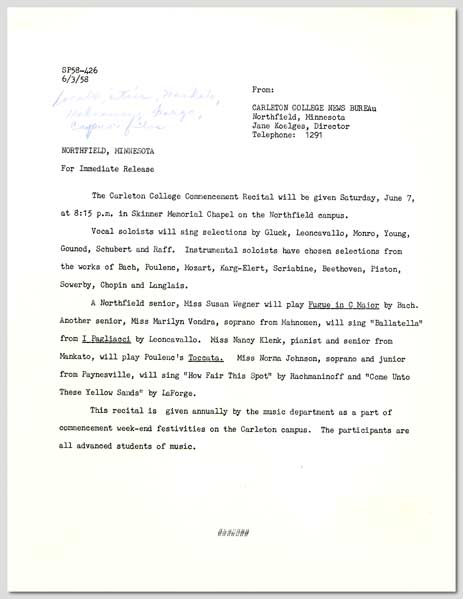 SP58-426
6/3/58
locals, Mankato,
Mahnomen, Fargo,
From:
CARLETON COLLEGE NEWS BUREAu
Northfield, Minnesota
Jane Koelges, Director
Telephone: 1291
NORTHFIELD, MINNESOTA
For Immediate Release
The Carleton College Commencement Recital will be given Saturday, June 7,
at 8:15 p.m. in Skinner Memorial Chapel on the Northfield campus.
Vocal soloists will sing selections by Gluck, Leoncavallo, Monro, Young,
Gounod, Schubert and Raff. Instrumental soloists have chosen selections from
the works of Bach, Poulenc, Mozart, Karg-Elert, Scriabine, Beethoven, Piston,
Sowerby, Chopin and Langlais.
A Northfield senior, Miss Susan Wegner will play Fugue in C Major by Bach.
Another senior, Miss Marilyn Vondra, soprano from Mahnomen, will sing "Ballatella"
from I Pagliacci by Leoncavallo. Miss Nancy Klenk, pianist and senior from
Mankato, will play Poulenc's Toccata. Miss Norma Johnson, soprano and junior
from Paynesville, will sing "How Fair This Spot" by Rachmaninoff and "Come Unto
These Yellow Sands" by LaForge.
This recital is given annually by the music department as a part of
commencement week-end festivities on the Carleton campus. The participants are
all advanced students of music.
#######